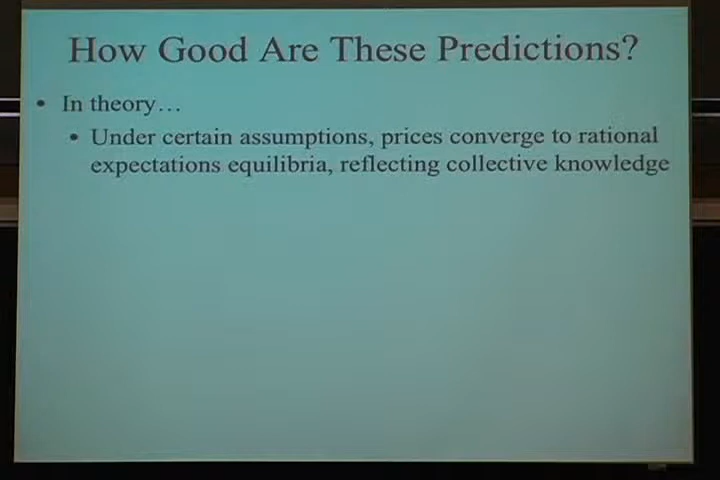 How Good Are These Predictions?
• In theory…
• Under certain assumptions, prices converge to rational
expectations equilibria, reflecting collective knowledge